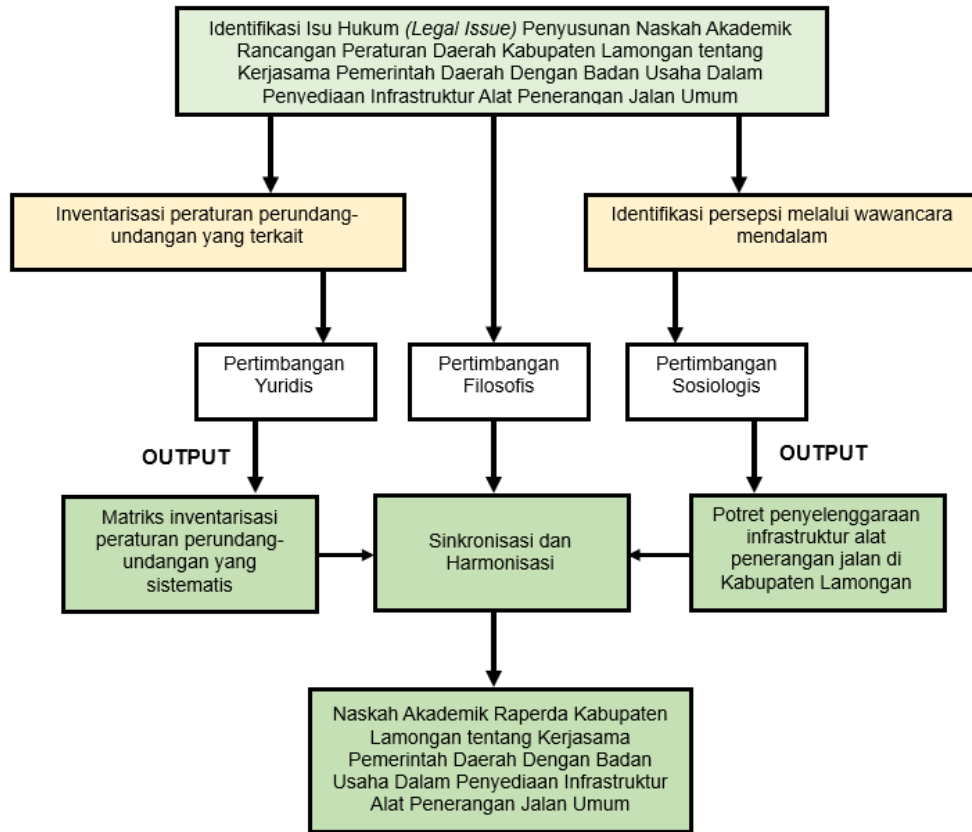 Identifikasi Isu Hukum (Legal Issue) Penyusunan Naskah Akademik
Rancangan Peraturan Daerah Kabupaten Lamongan tentang
Kerjasama Pemerintah Daerah Dengan Badan Usaha Dalam
Penyediaan Infrastruktur Alat Penerangan Jalan Umum
Inventarisasi peraturan perundang-
undangan yang terkait
Identifikasi persepsi melalui wawancara
mendalam
Pertimbangan
Yuridis
Pertimbangan
Filosofis
Pertimbangan
Sosiologis
OUTPUT
OUTPUT
Matriks inventarisasi
peraturan perundang-
undangan yang
sistematis
Sinkronisasi dan
Harmonisasi
Potret penyelenggaraan
infrastruktur alat
penerangan jalan di
Kabupaten Lamongan
Naskah Akademik Raperda Kabupaten
Lamongan tentang Kerjasama
Pemerintah Daerah Dengan Badan
Usaha Dalam Penyediaan Infrastruktur
Alat Penerangan Jalan Umum